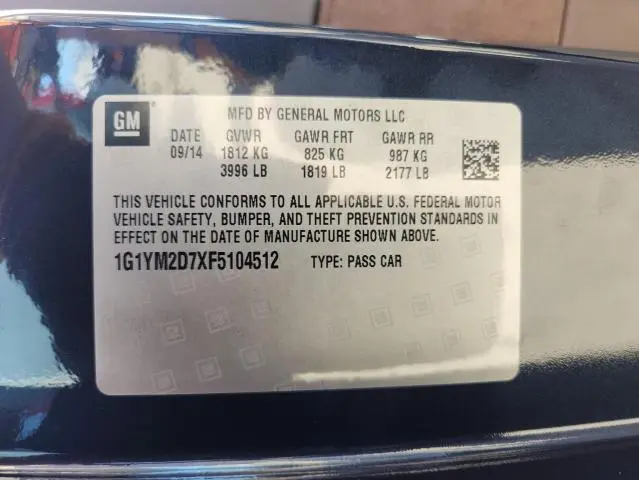 GM
MFD BY GENERAL MOTORS LLC
DATE GVWR GAWR FRT GAWR RR
09/14 1812 KG 825 KG 987 KG
3996 LB 1819 LB 2177 LB
THIS VEHICLE CONFORMS TO ALL APPLICABLE U.S. FEDERAL MOTOR
VEHICLE SAFETY, BUMPER, AND THEFT PREVENTION STANDARDS IN
EFFECT ON THE DATE OF MANUFACTURE SHOWN ABOVE.
1G1YM2D7XF5104512 TYPE: PASS CAR